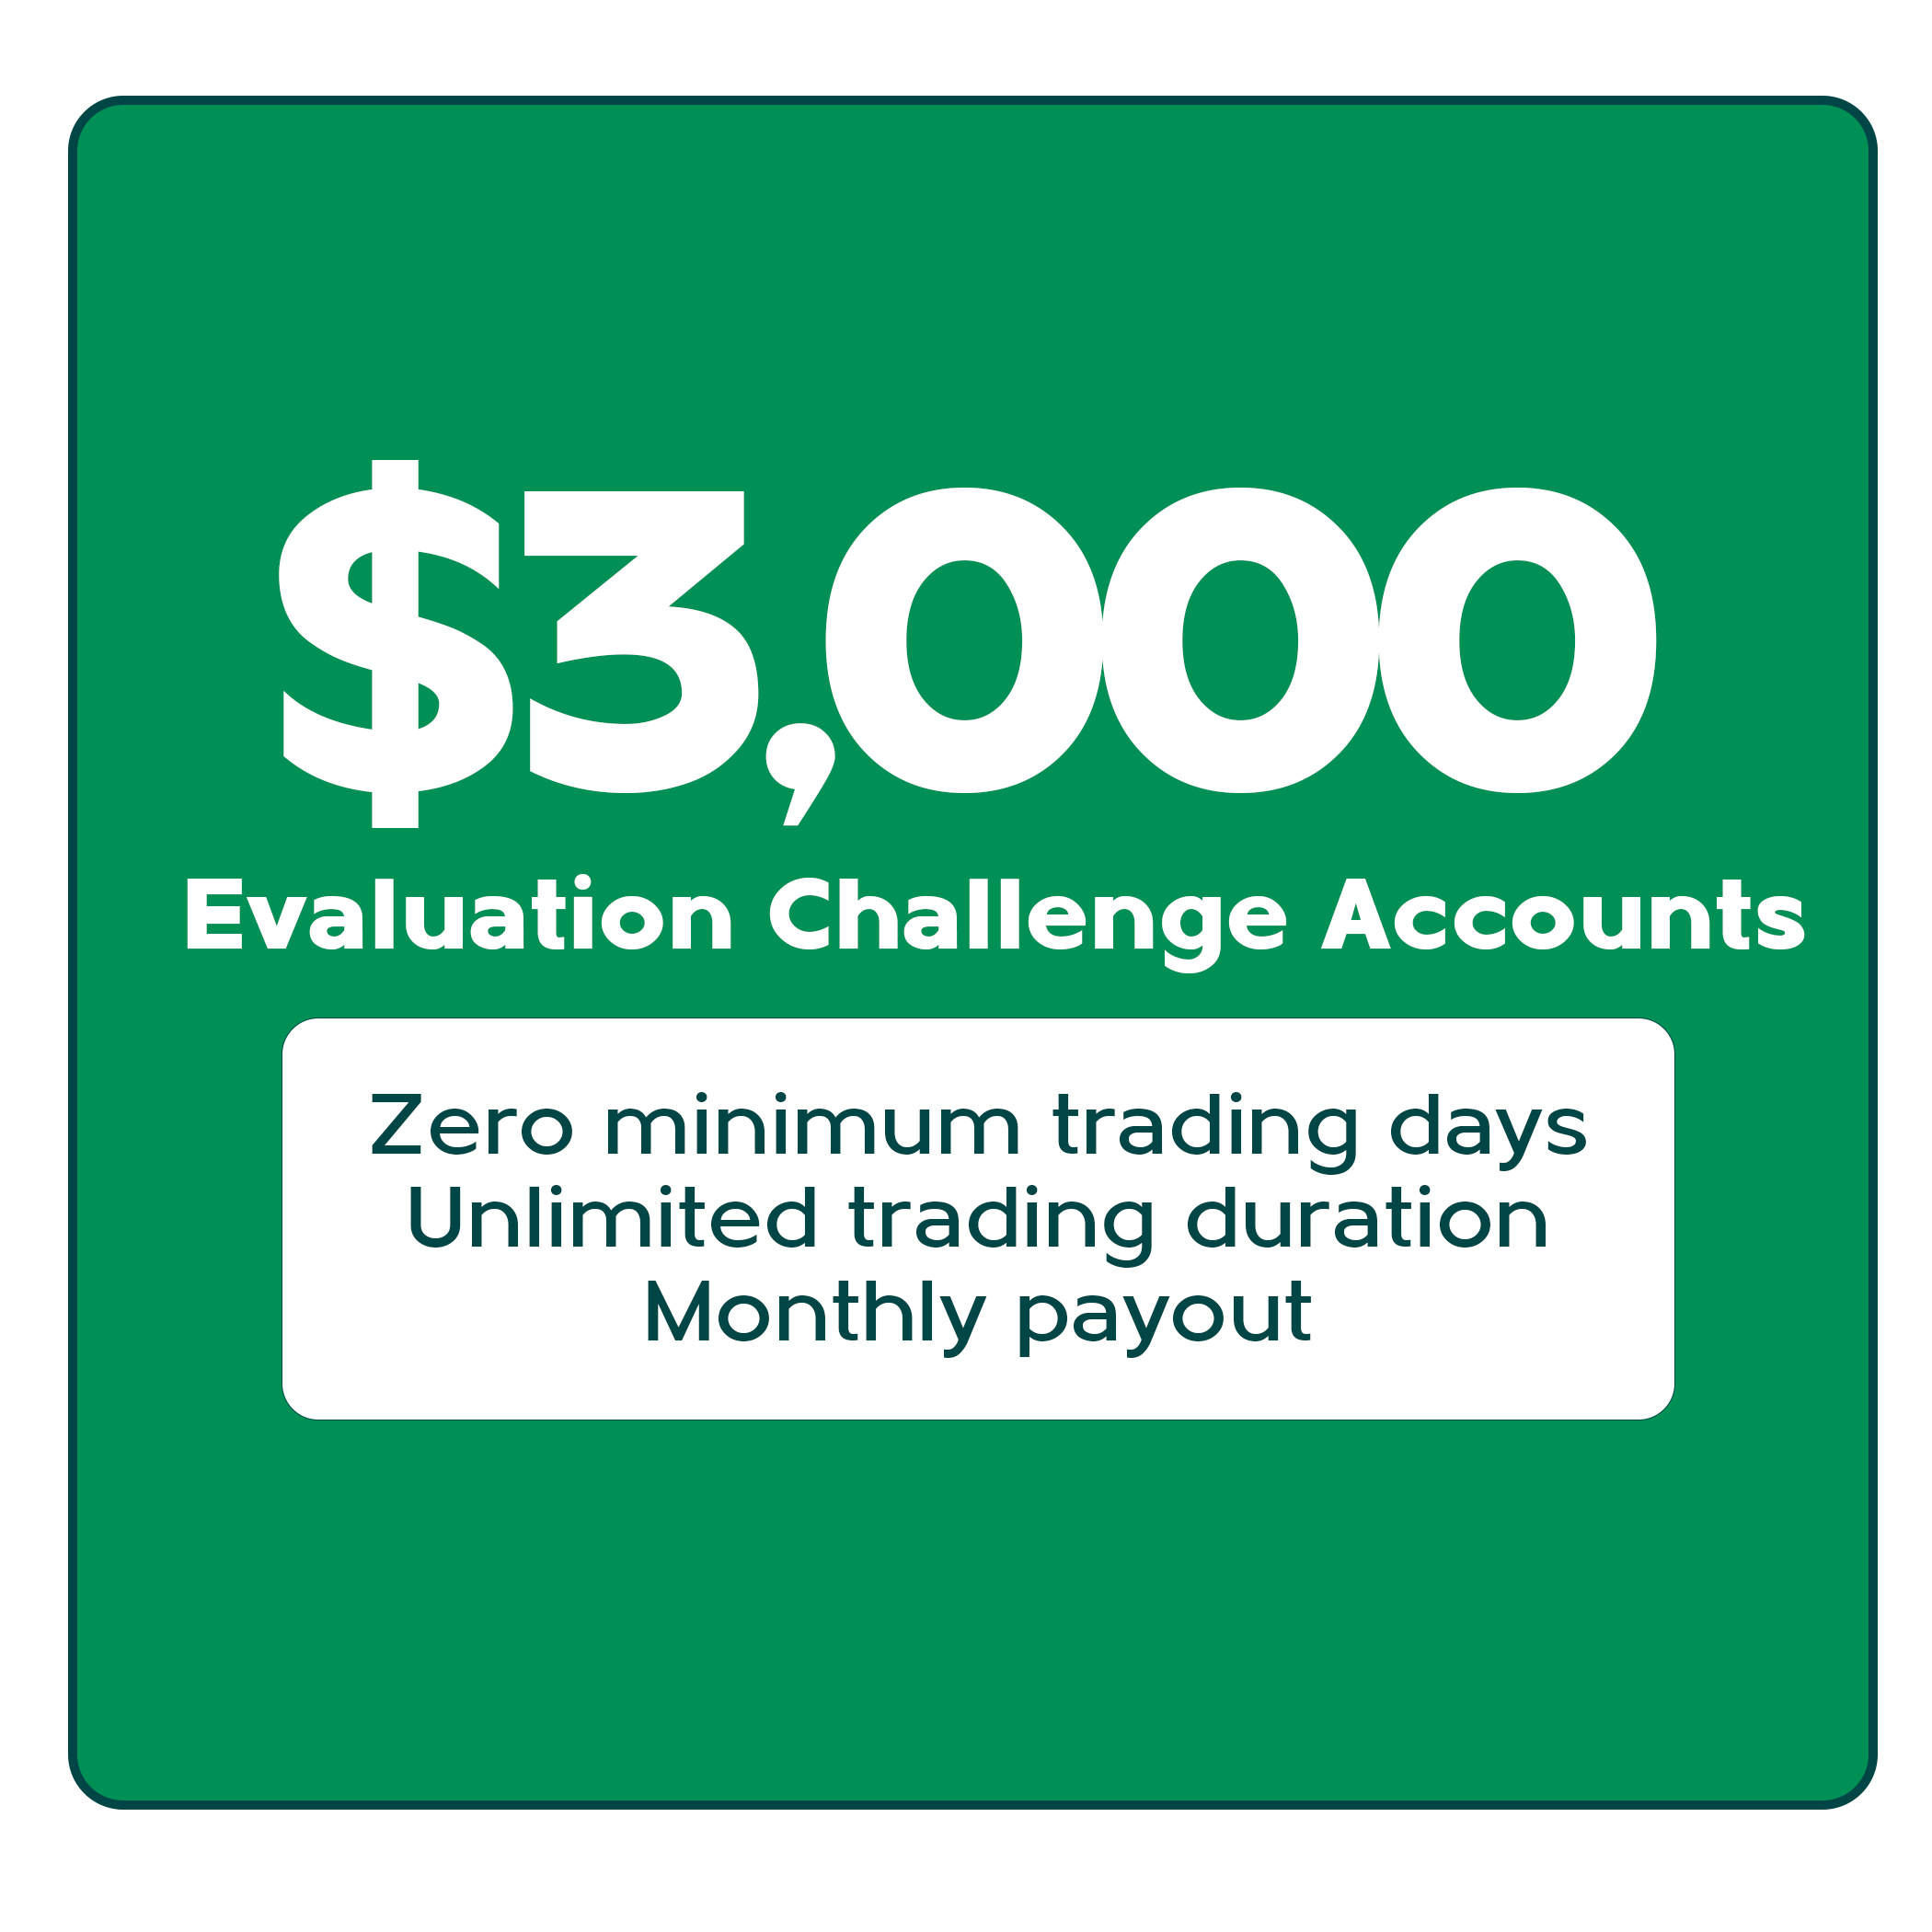 $3,000
Evaluation Challenge Accounts
Zero minimum trading days
Unlimited trading duration
Monthly payout